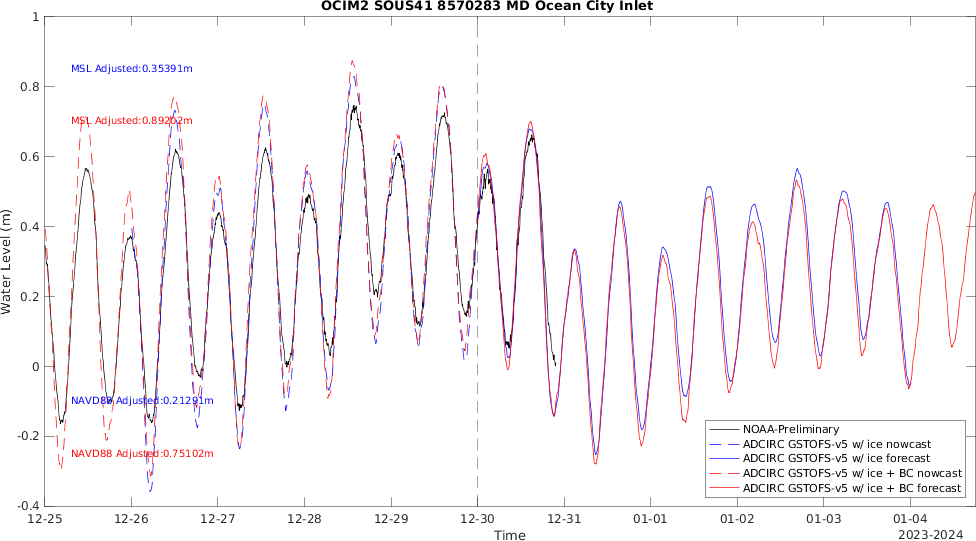 OCIM2 SOUS41 8570283 MD Ocean City Inlet
1
0.8
0.6
0.4
0.2
0
-0.2
-0.4
Water Level (m)
MSL Adjusted:0.35391m
MSL Adjusted:0.89202m
NAVD88 Adjusted:0.21291m
NAVD88 Adjusted:0.75102m
NOAA-Preliminary
ADCIRC GSTOFS-v5 w/ ice nowcast
ADCIRC GSTOFS-v5 w/ ice forecast
ADCIRC GSTOFS-v5 w/ ice + BC nowcast
ADCIRC GSTOFS-v5 w/ ice + BC forecast
12-25 12-26 12-27 12-28 12-29 12-30 12-31 01-01 01-02 01-03 01-04
Time
2023-2024